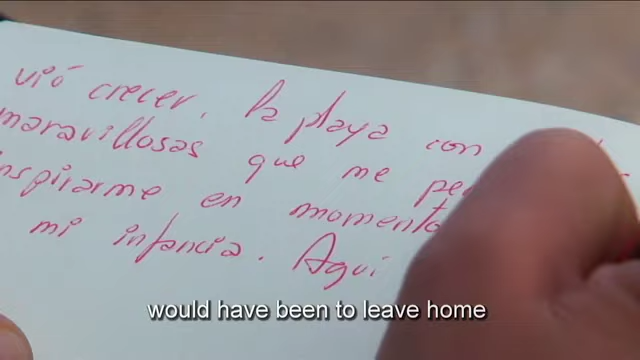 vió crecer, la playa con
maravillosas que me
inspirarme en momento
mi infancia. Aquí
would have been to leave home